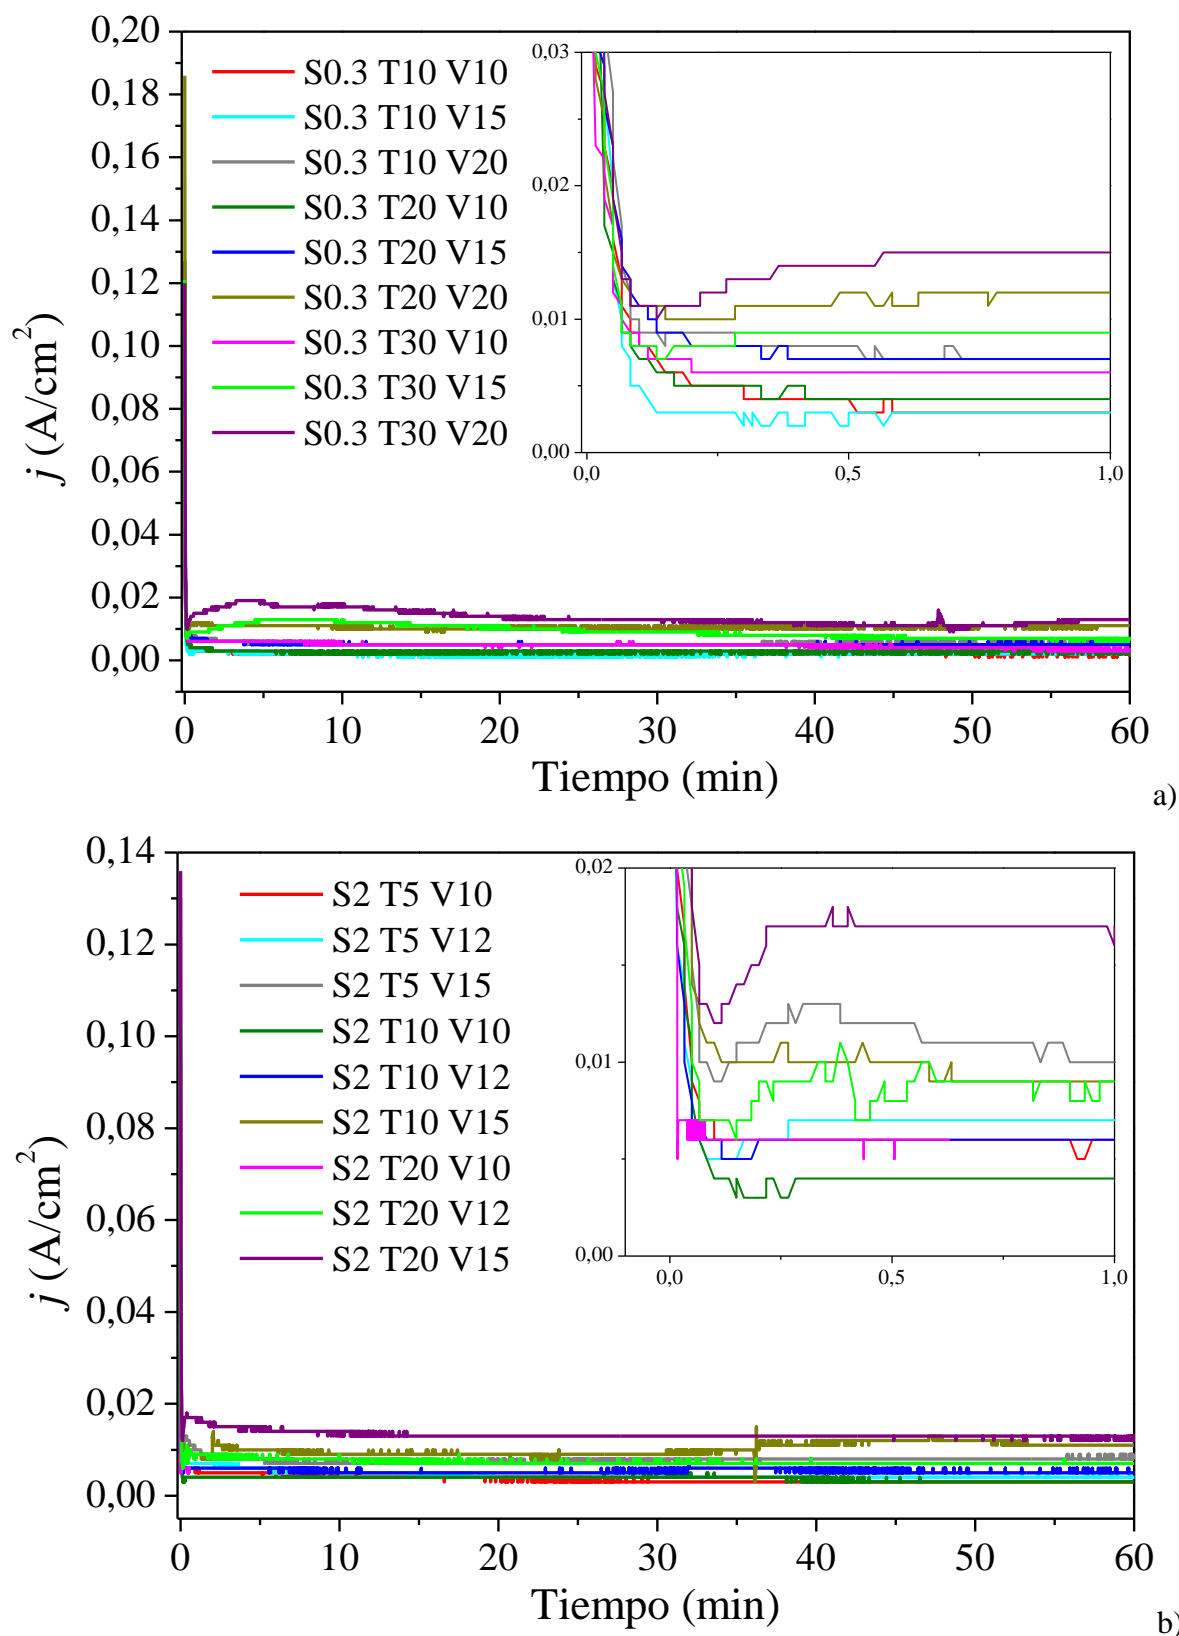 0,20
0,18
0,16
0,14
0,12
0,10
0,08
0,06
0,04
0,02
0,00
j (A/cm²)
S0.3 T10 V10
S0.3 T10 V15
S0.3 T10 V20
S0.3 T20 V10
S0.3 T20 V15
S0.3 T20 V20
S0.3 T30 V10
S0.3 T30 V15
S0.3 T30 V20
0,03
0,02
0,01
0,00
0,0 0,5 1,0
0 10 20 30 40 50 60
Tiempo (min)
a)
0,14
0,12
0,10
0,08
0,06
0,04
0,02
0,00
j (A/cm²)
S2 T5 V10
S2 T5 V12
S2 T5 V15
S2 T10 V10
S2 T10 V12
S2 T10 V15
S2 T20 V10
S2 T20 V12
S2 T20 V15
0,02
0,01
0,00
0,0 0,5 1,0
0 10 20 30 40 50 60
Tiempo (min)
b)